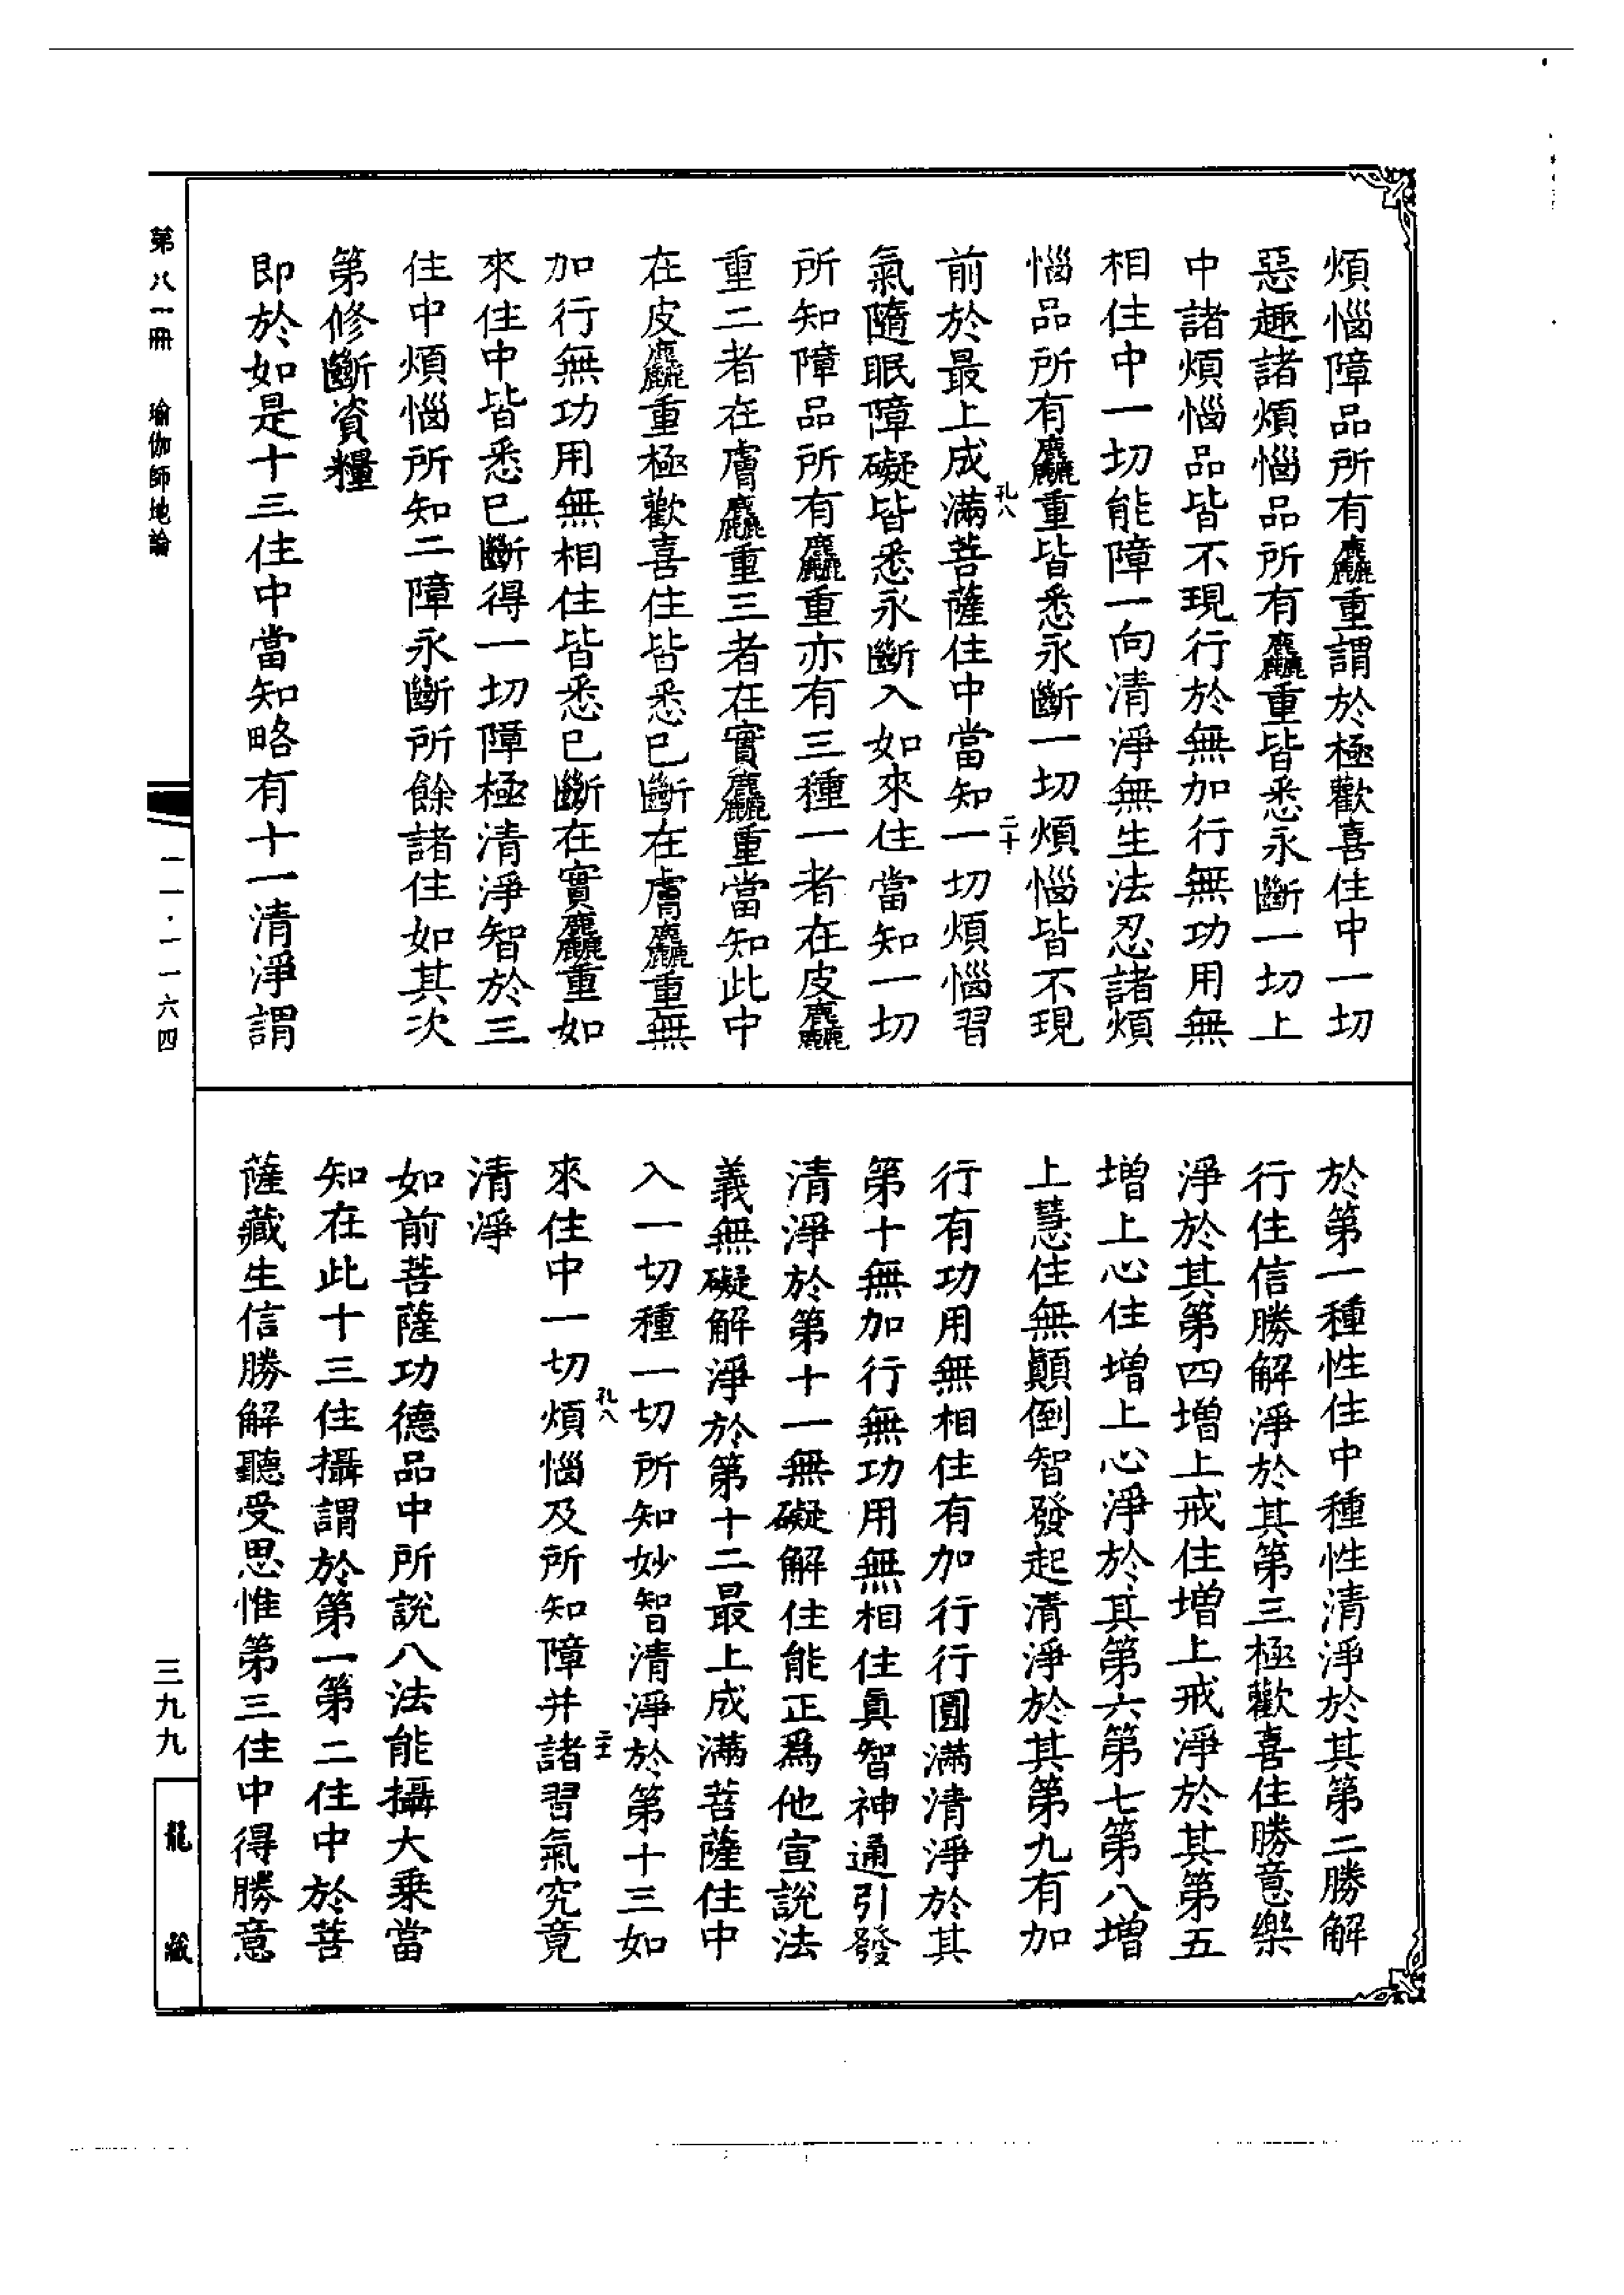 煩惱障品所有麤重謂於極歡喜住中一切
惡趣諸煩惱品所有麤重皆悉永斷一切上
中諸煩惱品皆不現行於無加行無功用無
相住中一切能障一向清淨無生法忍諸煩
惱品所有麤重皆悉永斷一切煩惱皆不現
前於最上成滿菩薩住中當知一切煩惱習
孔八
二十
氣隨眠障礙皆悉永斷入如來住當知一切
所知障品所有麤重亦有三種一者在皮麤
重二者在膚麤重三者在實麤重當知此中
在皮麤重極歡喜住皆悉已斷在膚麤重無
加行無功用無相住皆悉已斷在實麤重如
來住中皆悉已斷得一切障極清淨智於三
住中煩惱所知二障永斷所餘諸住如其次
第修斷資糧
即於如是十三住中當知略有十一清淨謂
於第一種性住中種性清淨於其第二勝解
行住信勝解淨於其第三極歡喜住勝意樂
淨於其第四增上戒住增上戒淨於其第五
增上心住增上心淨於其第六第七第八增
上慧住無顛倒智發起清淨於其第九有加
行有功用無相住有加行行圓滿清淨於其
第十無加行無功用無相住真智神通引發
清淨於第十一無礙解住能正為他宣說法
義無礙解淨於第十二最上成滿菩薩住中
入一切種一切所知妙智清淨於第十三如
孔八
來住中一切煩惱及所知障并諸習氣究竟
清淨
如前菩薩功德品中所說八法能攝大乘當
知在此十三住攝謂於第一第二住中於菩
薩藏生信勝解聽受思惟第三住中得勝意
第八一冊 瑜伽師地論
一一·一一六四
三九九
龍藏